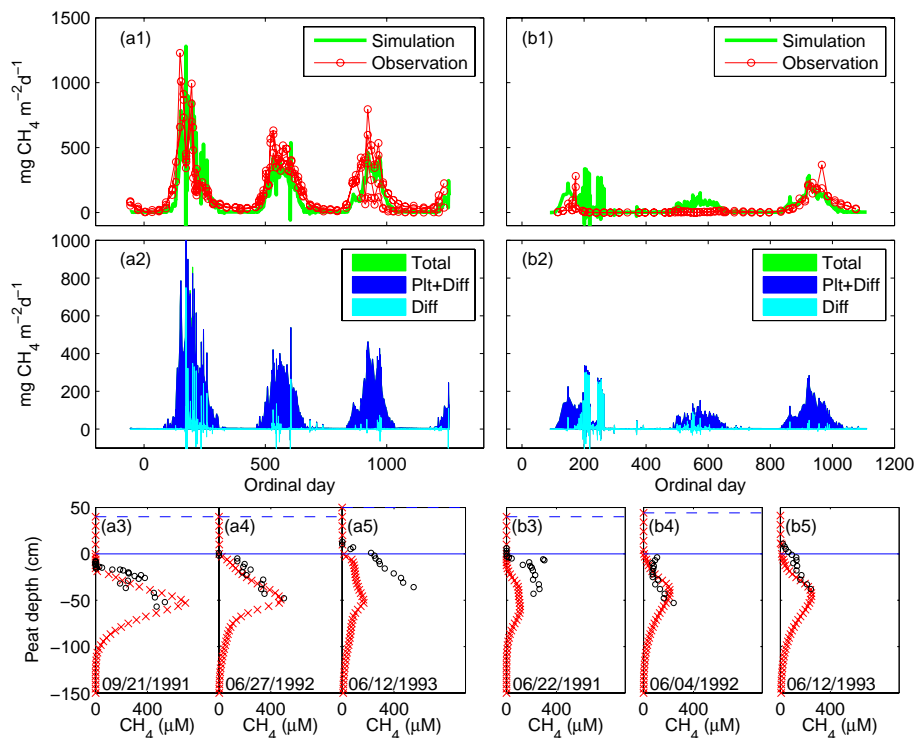 (a1)
Simulation
Observation
mg CH₄ m⁻²d⁻¹
1500
1000
500
0
(b1)
Simulation
Observation
(a2)
Total
Plt+Diff
Diff
mg CH₄ m⁻²d⁻¹
1000
800
600
400
200
0
0 500 1000
Ordinal day
(b2)
Total
Plt+Diff
Diff
0 200 400 600 800 1000 1200
Ordinal day
Peat depth (cm)
50
0
−50
−100
−150
(a3) (a4) (a5) (b3) (b4) (b5)
09/21/1991 06/27/1992 06/12/1993 06/22/1991 06/04/1992 06/12/1993
0 400 0 400 0 400 0 400 0 400 0 400
CH₄ (μM) CH₄ (μM) CH₄ (μM) CH₄ (μM) CH₄ (μM) CH₄ (μM)